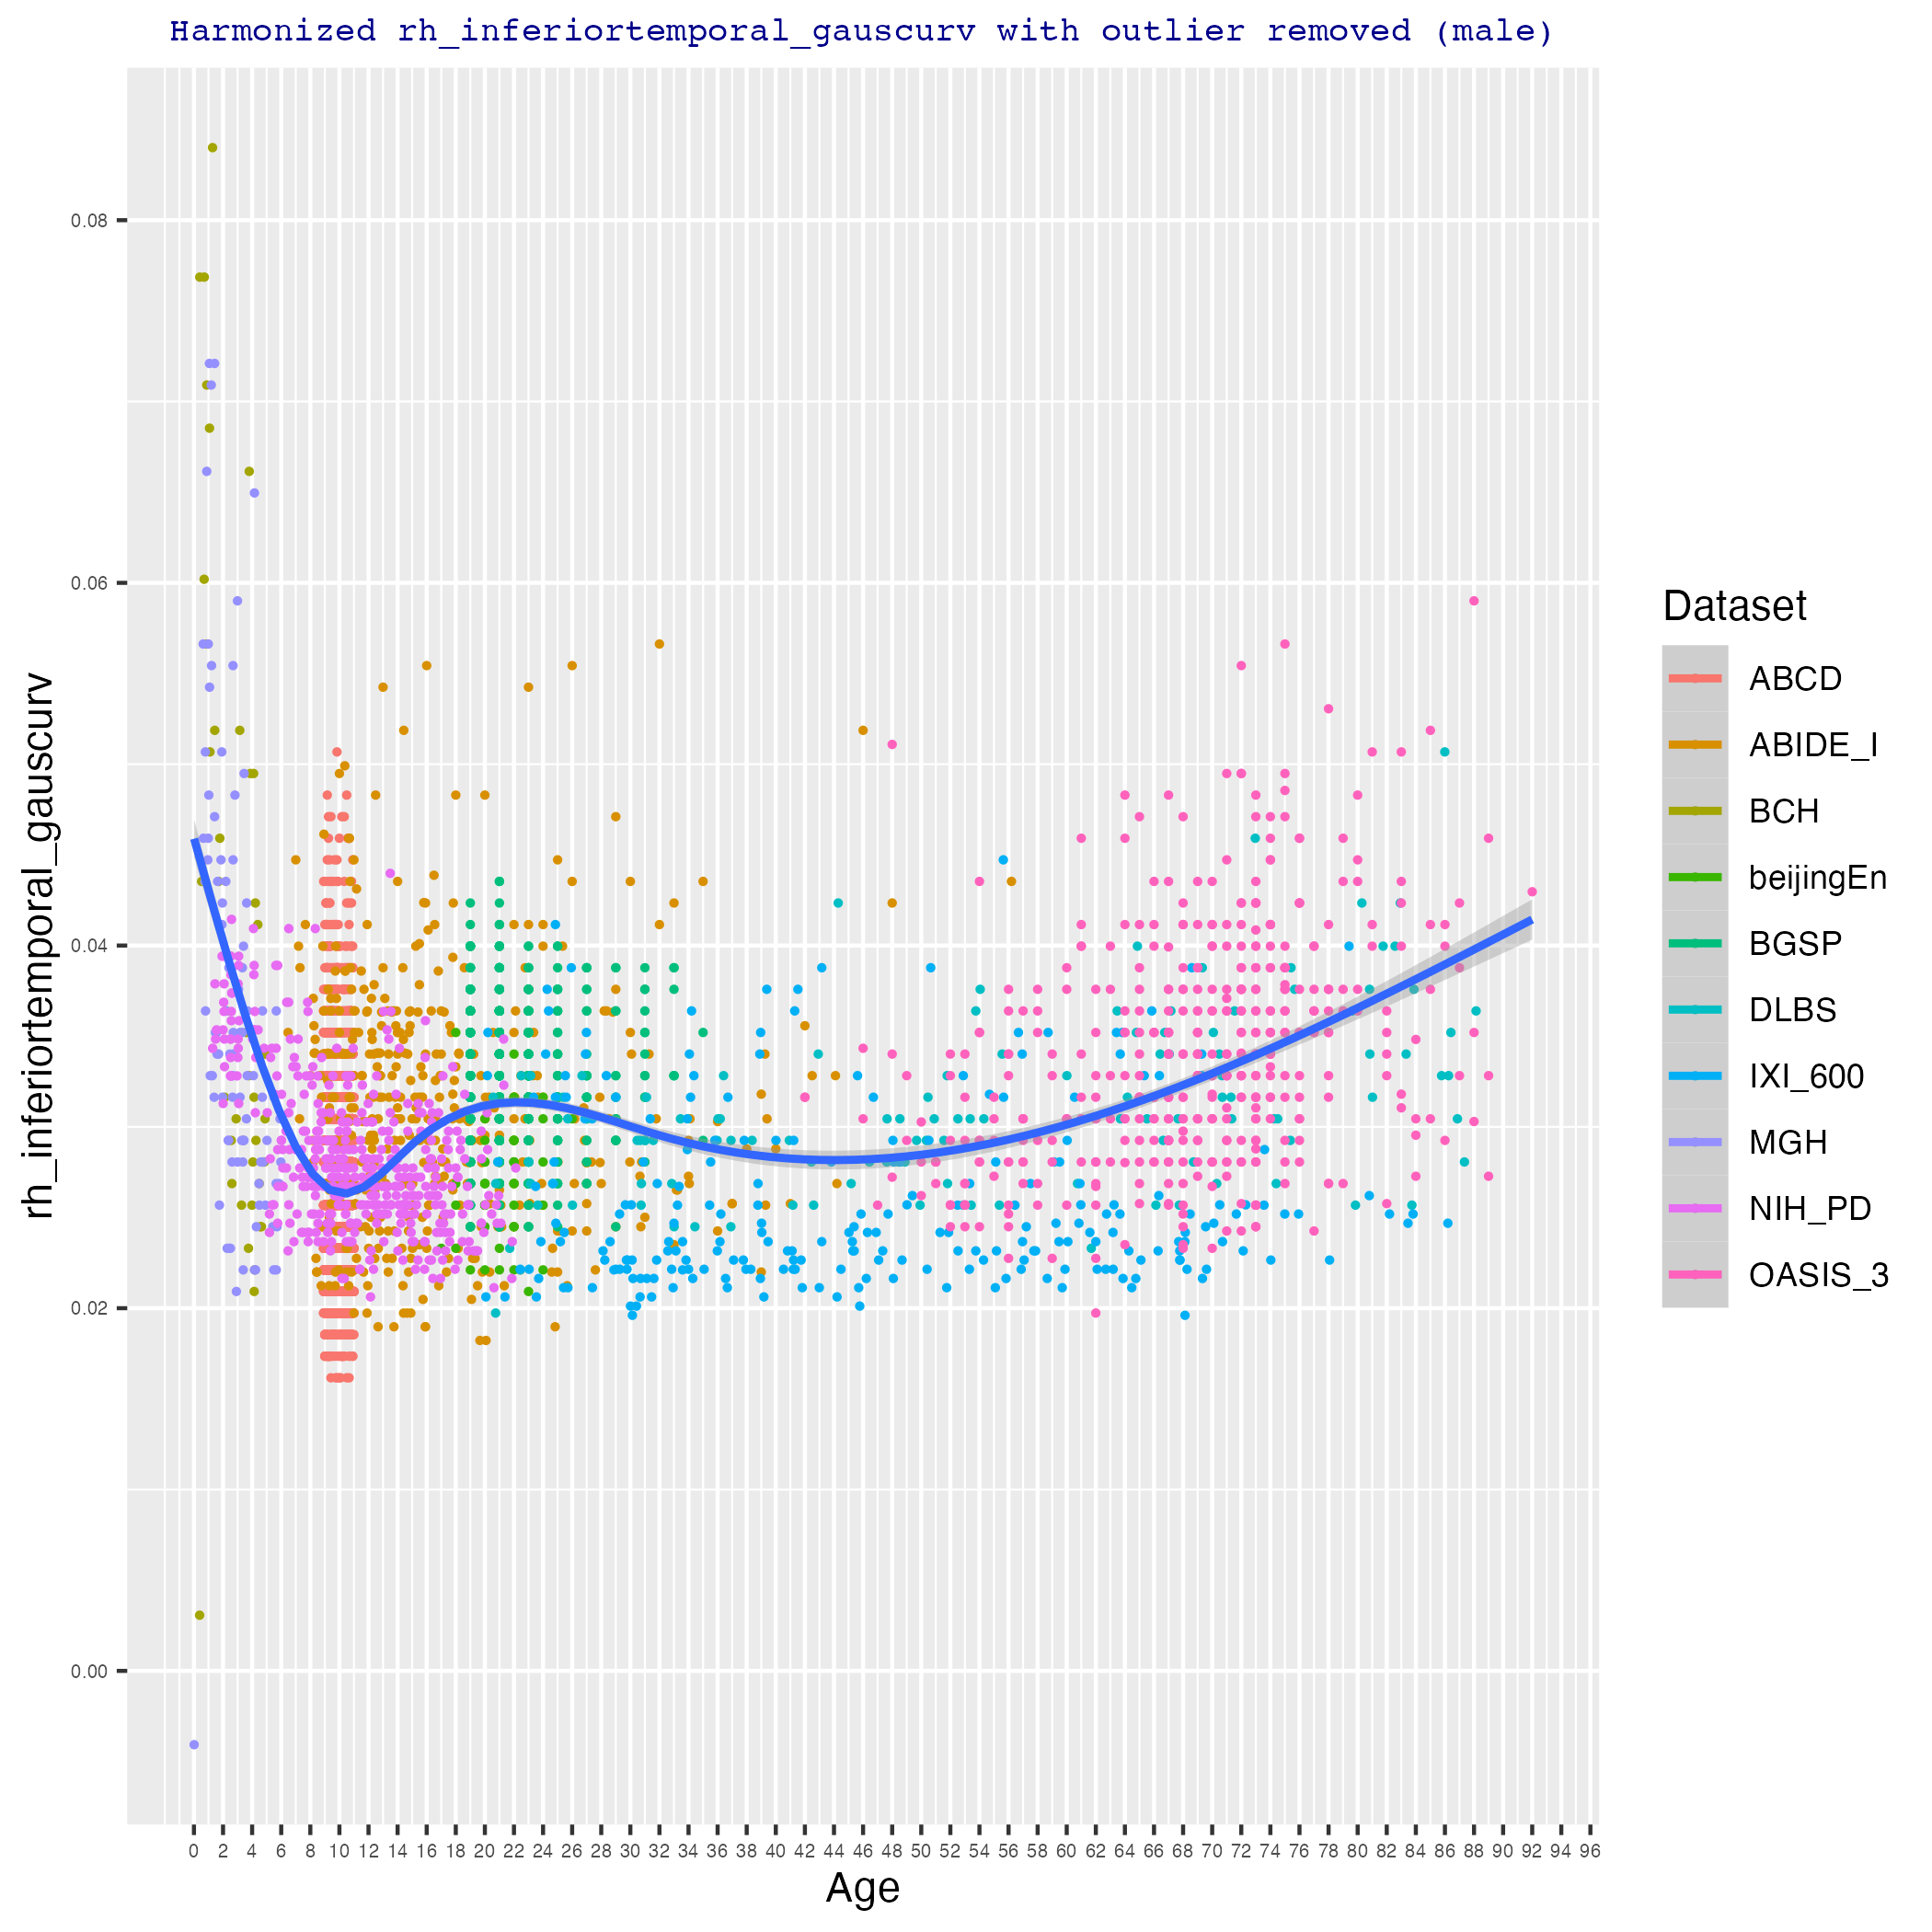 Harmonized rh_inferiortemporal_gauscurv with outlier removed (male)
rh_inferiortemporal_gauscurv
0.08
0.06
0.04
0.02
0.00
0 2 4 6 8 10 12 14 16 18 20 22 24 26 28 30 32 34 36 38 40 42 44 46 48 50 52 54 56 58 60 62 64 66 68 70 72 74 76 78 80 82 84 86 88 90 92 94 96
Age
Dataset
ABCD
ABIDE_I
BCH
beijingEn
BGSP
DLBS
IXI_600
MGH
NIH_PD
OASIS_3